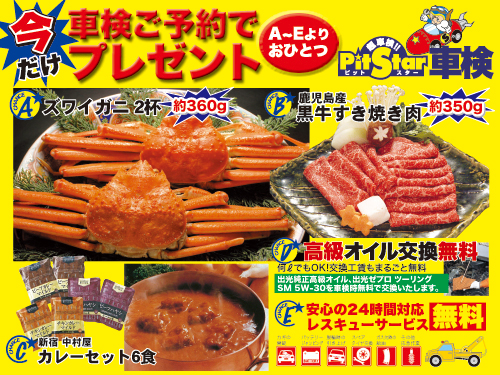 今だけ
車検ご予約で
プレゼント
A~Eより
おひとつ
激車検!!
PitStar
ピットスター
車検
A
ズワイガニ 2杯
約360g
B
鹿児島産
黒牛すき焼き肉
約350g
C
新宿 中村屋
カレーセット6食
D
高級オイル交換無料
何ℓでもOK!交換工賃もまるごと無料
出光純正高級オイル、出光ゼプロ ツーリング
SM 5W-30を車検時無料で交換いたします。
E
安心の24時間対応
レスキューサービス
無料